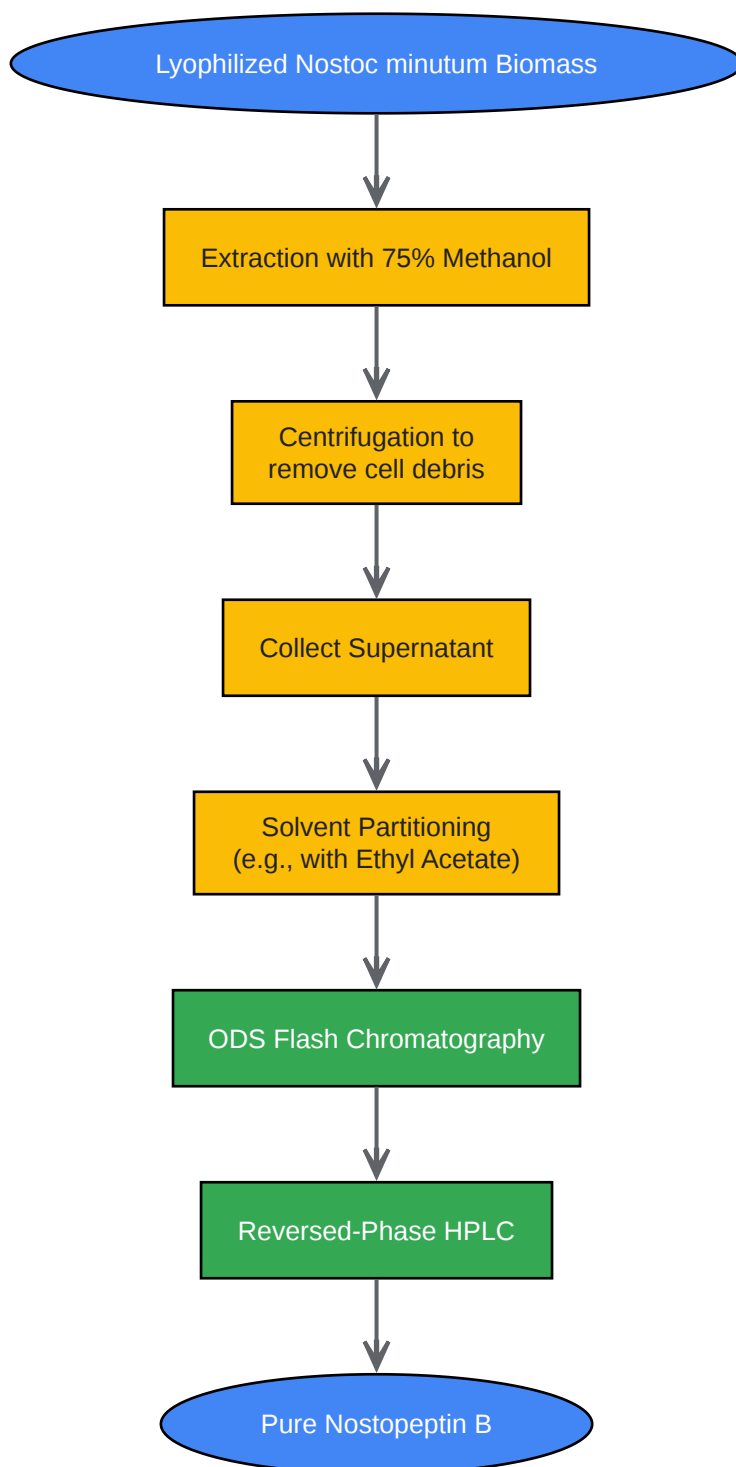 Lyophilized Nostoc minutum Biomass
Extraction with 75% Methanol
Centrifugation to
remove cell debris
Collect Supernatant
Solvent Partitioning
(e.g., with Ethyl Acetate)
ODS Flash Chromatography
Reversed-Phase HPLC
Pure Nostopeptin B